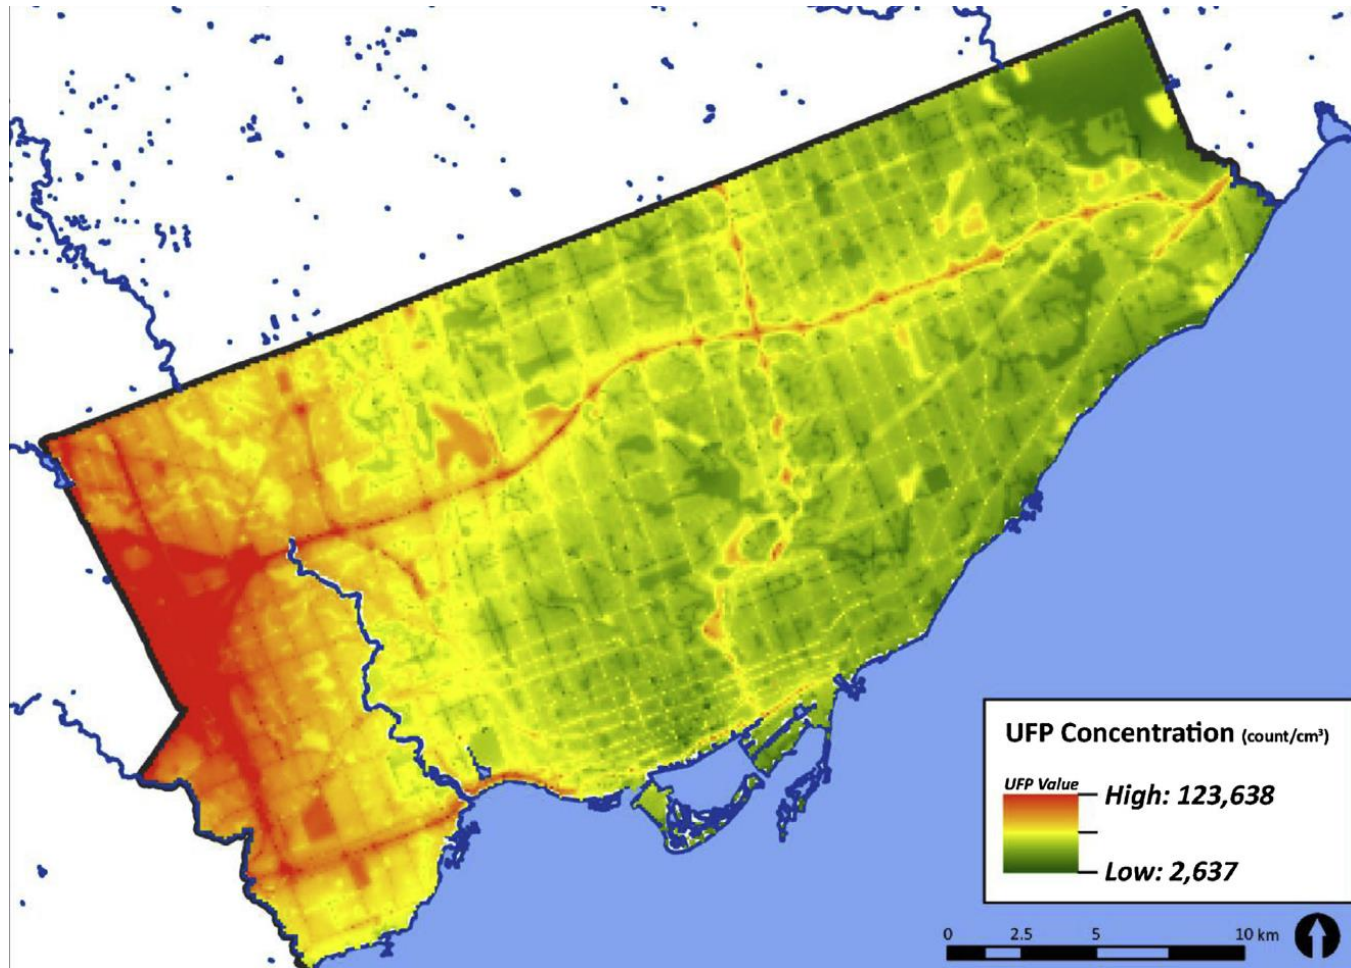 UFP Concentration (count/cm³)
UFP Value
High: 123,638
Low: 2,637
0 2.5 5 10 km